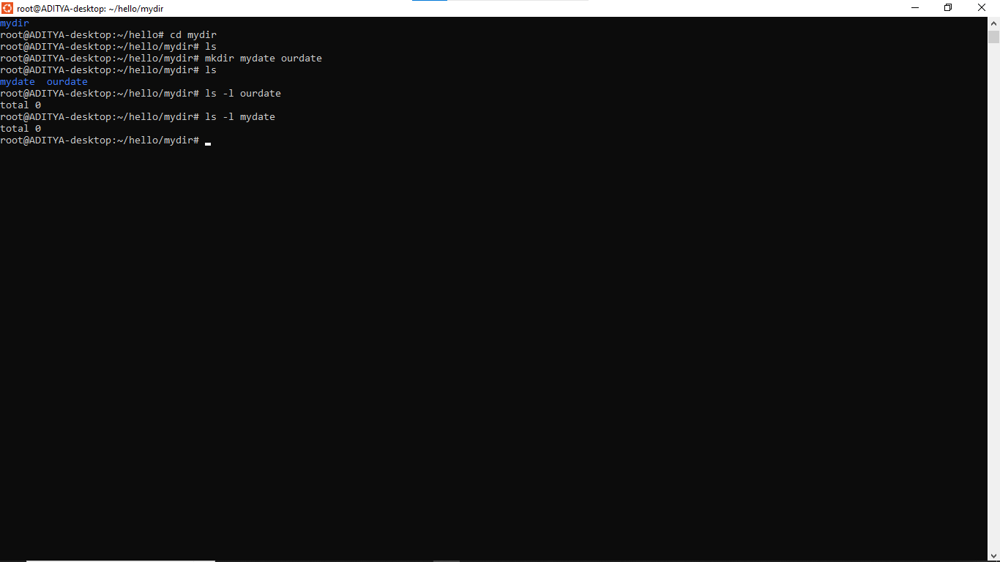 root@ADITYA-desktop: ~/hello/mydir
mydir
root@ADITYA-desktop:~/hello# cd mydir
root@ADITYA-desktop:~/hello/mydir# ls
root@ADITYA-desktop:~/hello/mydir# mkdir mydate ourdate
root@ADITYA-desktop:~/hello/mydir# ls
mydate  ourdate
root@ADITYA-desktop:~/hello/mydir# ls -l ourdate
total 0
root@ADITYA-desktop:~/hello/mydir# ls -l mydate
total 0
root@ADITYA-desktop:~/hello/mydir#